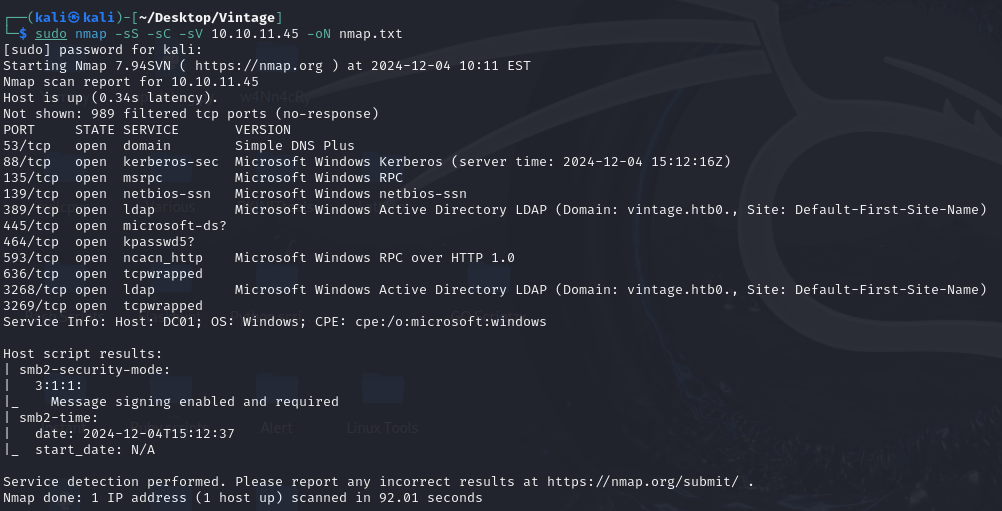 ┌──(kali㉿kali)-[~/Desktop/Vintage]
└─$ sudo nmap -sS -sC -sV 10.10.11.45 -oN nmap.txt
[sudo] password for kali:
Starting Nmap 7.94SVN ( https://nmap.org ) at 2024-12-04 10:11 EST
Nmap scan report for 10.10.11.45
Host is up (0.34s latency).
Not shown: 989 filtered tcp ports (no-response)
PORT     STATE SERVICE       VERSION
53/tcp   open  domain        Simple DNS Plus
88/tcp   open  kerberos-sec  Microsoft Windows Kerberos (server time: 2024-12-04 15:12:16Z)
135/tcp  open  msrpc         Microsoft Windows RPC
139/tcp  open  netbios-ssn   Microsoft Windows netbios-ssn
389/tcp  open  ldap          Microsoft Windows Active Directory LDAP (Domain: vintage.htb0., Site: Default-First-Site-Name)
445/tcp  open  microsoft-ds?
464/tcp  open  kpasswd5?
593/tcp  open  ncacn_http    Microsoft Windows RPC over HTTP 1.0
636/tcp  open  tcpwrapped
3268/tcp open  ldap          Microsoft Windows Active Directory LDAP (Domain: vintage.htb0., Site: Default-First-Site-Name)
3269/tcp open  tcpwrapped
Service Info: Host: DC01; OS: Windows; CPE: cpe:/o:microsoft:windows

Host script results:
| smb2-security-mode:
|   3:1:1:
|_    Message signing enabled and required
| smb2-time:
|   date: 2024-12-04T15:12:37
|_  start_date: N/A
Alert
Linux Tools

Service detection performed. Please report any incorrect results at https://nmap.org/submit/ .
Nmap done: 1 IP address (1 host up) scanned in 92.01 seconds